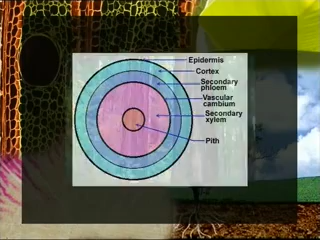 Epidermis
Cortex
Secondary
phloem
Vascular
cambium
Secondary
xylem
Pith